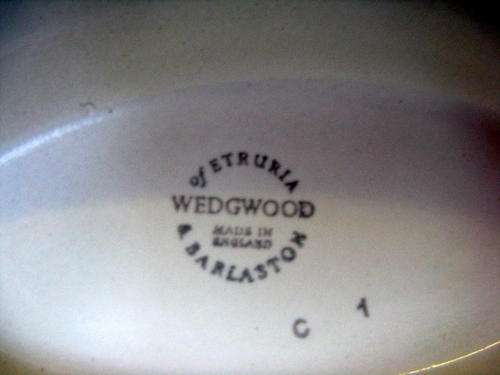 of ETRURIA
WEDGWOOD
MADE IN
ENGLAND
& BARLASTON
C 1